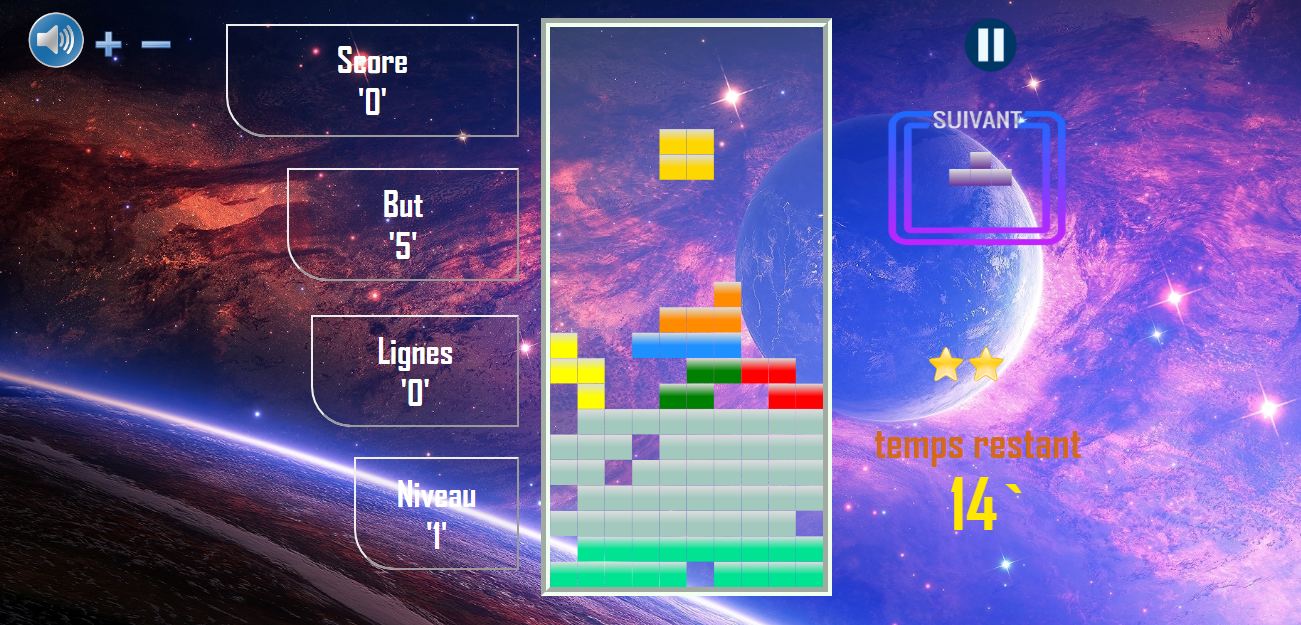 Score
'0'
But
'5'
Lignes
'0'
Niveau
'1'
SUIVANT
temps restant
14`